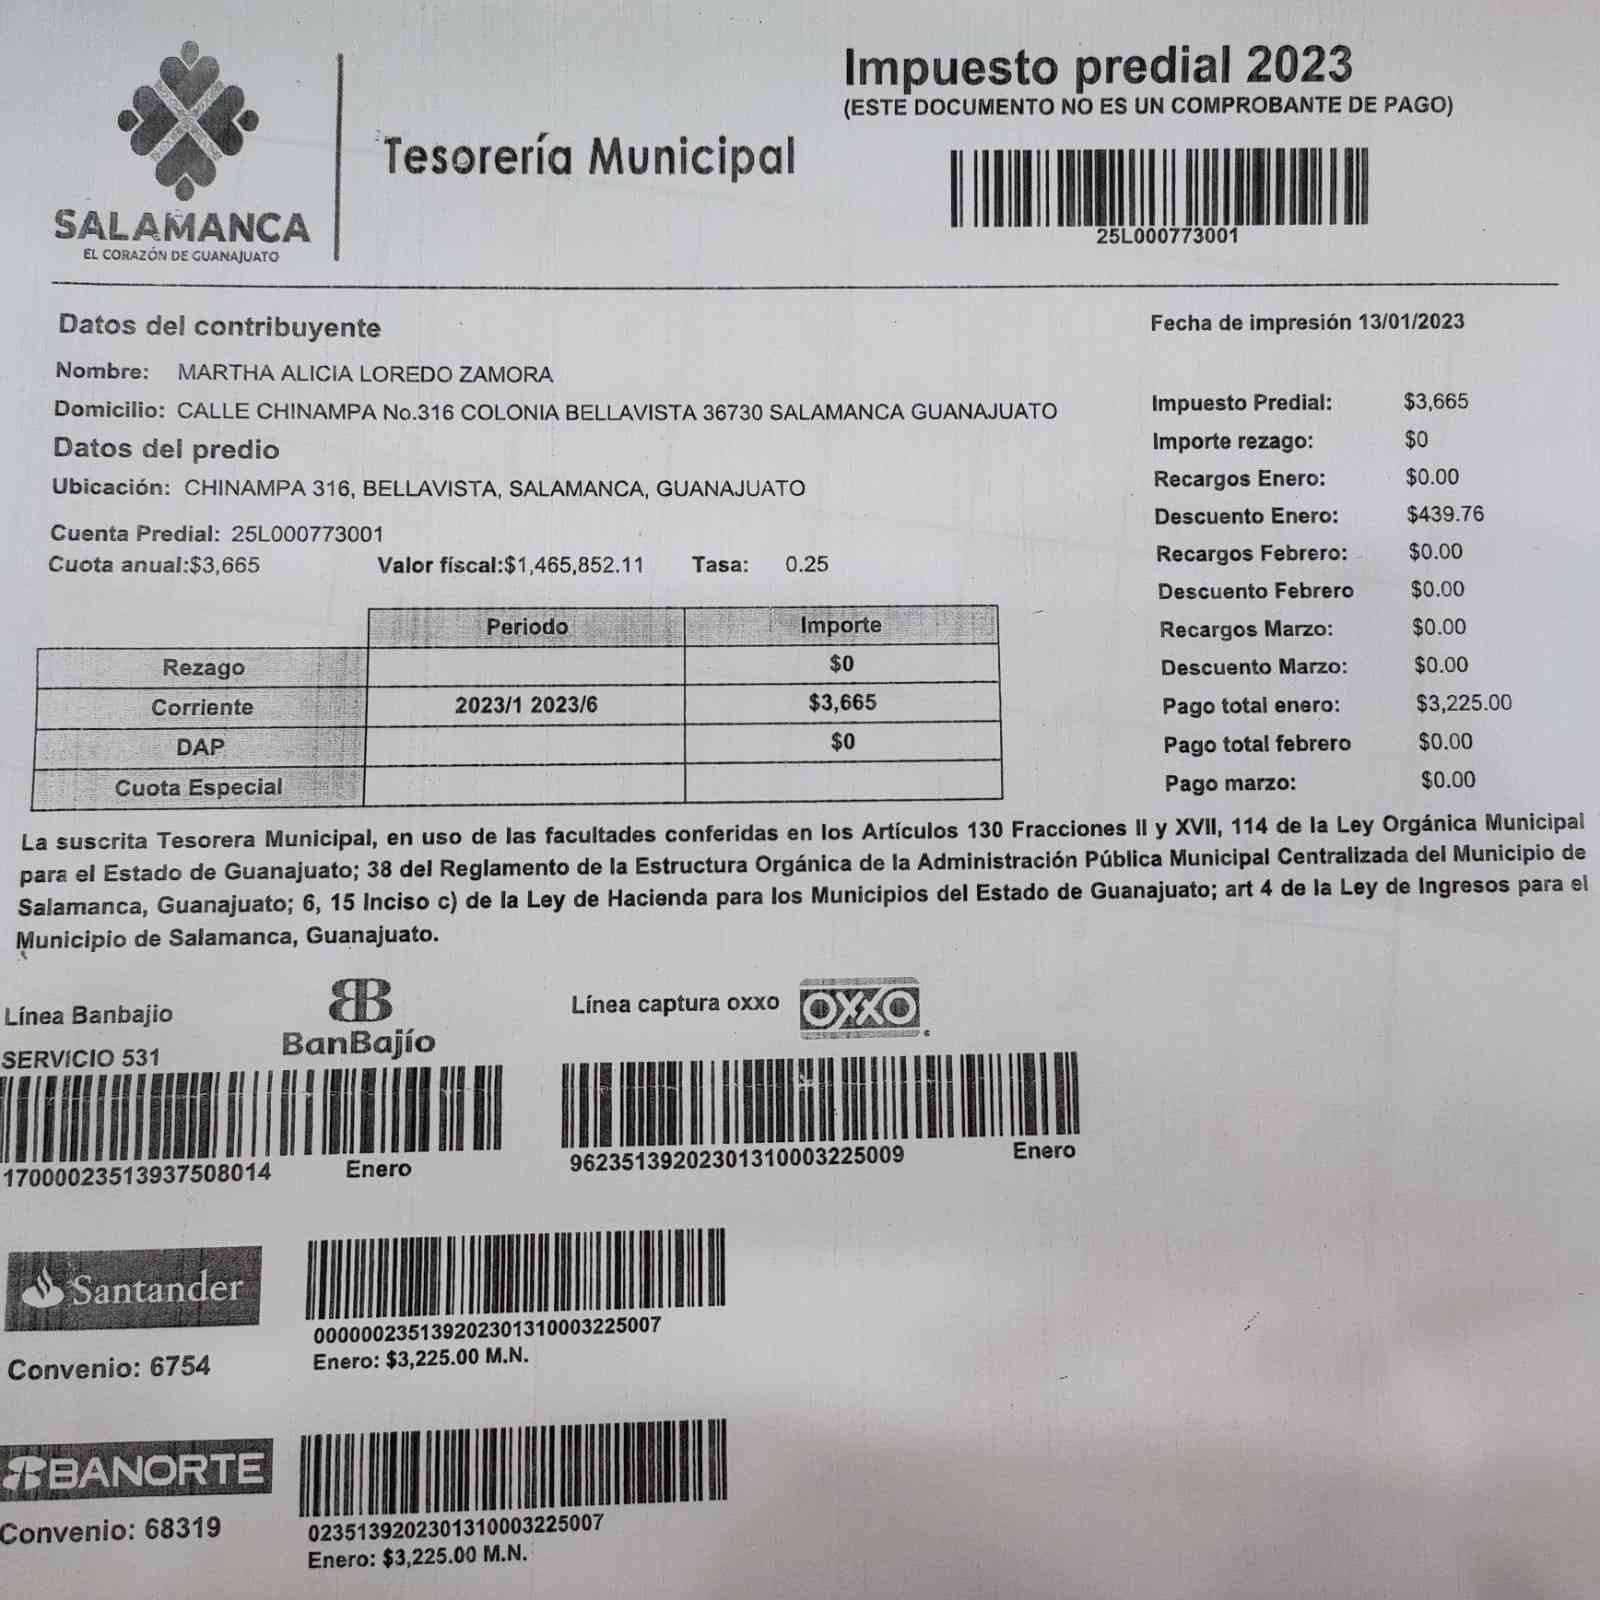 Impuesto predial 2023
(ESTE DOCUMENTO NO ES UN COMPROBANTE DE PAGO)
Tesorería Municipal
SALAMANCA
EL CORAZÓN DE GUANAJUATO
25L000773001
Datos del contribuyente
Fecha de impresión 13/01/2023
Nombre: MARTHA ALICIA LOREDO ZAMORA
Domicilio: CALLE CHINAMPA No.316 COLONIA BELLAVISTA 36730 SALAMANCA GUANAJUATO
Datos del predio
Ubicación: CHINAMPA 316, BELLAVISTA, SALAMANCA, GUANAJUATO
Cuenta Predial: 25L000773001
Cuota anual:$3,665 Valor físcal:$1,465,852.11 Tasa: 0.25
Impuesto Predial: $3,665
Importe rezago: $0
Recargos Enero: $0.00
Descuento Enero: $439.76
Recargos Febrero: $0.00
Descuento Febrero $0.00
Recargos Marzo: $0.00
Descuento Marzo: $0.00
Pago total enero: $3,225.00
Pago total febrero $0.00
Pago marzo: $0.00
Periodo Importe
Rezago $0
Corriente 2023/1 2023/6 $3,665
DAP $0
Cuota Especial
La suscrita Tesorera Municipal, en uso de las facultades conferidas en los Artículos 130 Fracciones II y XVII, 114 de la Ley Orgánica Municipal
para el Estado de Guanajuato; 38 del Reglamento de la Estructura Orgánica de la Administración Pública Municipal Centralizada del Municipio de
Salamanca, Guanajuato; 6, 15 Inciso c) de la Ley de Hacienda para los Municipios del Estado de Guanajuato; art 4 de la Ley de Ingresos para el
Municipio de Salamanca, Guanajuato.
Línea Banbajio
BanBajío
SERVICIO 531
17000023513937508014 Enero
Línea captura oxxo
OXXO
96235139202301310003225009 Enero
Santander
Convenio: 6754
000000235139202301310003225007
Enero: $3,225.00 M.N.
BANORTE
Convenio: 68319
0235139202301310003225007
Enero: $3,225.00 M.N.